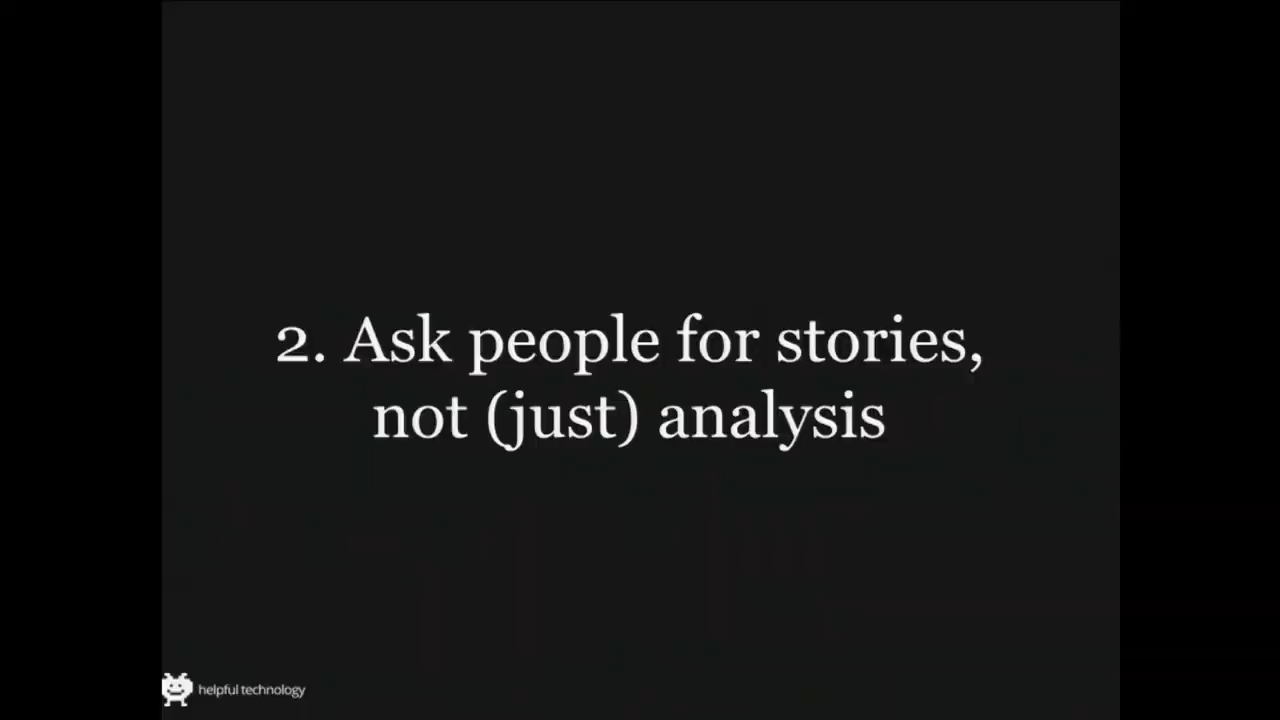 2. Ask people for stories,
not (just) analysis
helpful technology